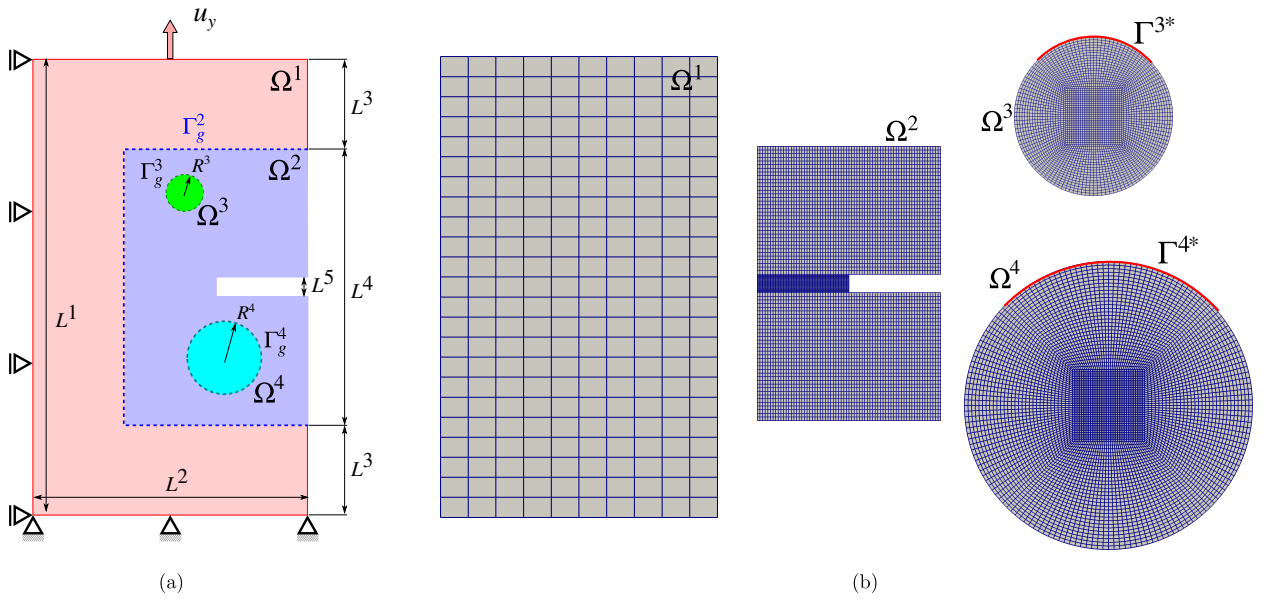 u_y
Ω^1
L^3
Γ_g^2
Ω^2
Γ_g^3
R^3
Ω^3
L^5
L^4
L^1
R^4
Γ_g^4
Ω^4
L^2
L^3
(a)
Ω^1
Ω^2
Γ^{3*}
Ω^3
Γ^{4*}
Ω^4
(b)